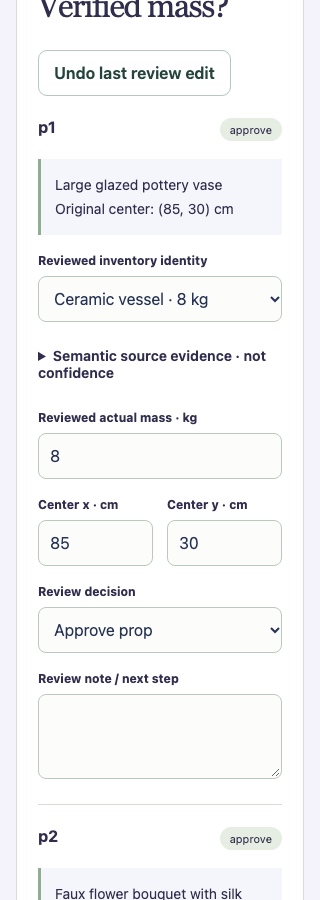 Verified mass?
Undo last review edit
p1
approve
Large glazed pottery vase
Original center: (85, 30) cm
Reviewed inventory identity
Ceramic vessel · 8 kg
Semantic source evidence · not
confidence
Reviewed actual mass · kg
8
Center x · cm
Center y · cm
85
30
Review decision
Approve prop
Review note / next step
p2
approve
Faux flower bouquet with silk